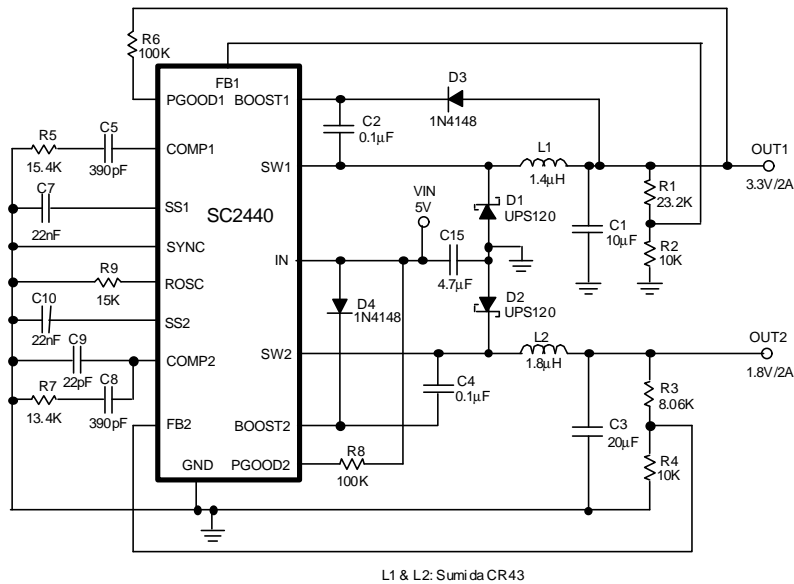 R6
100K
FB1
D3
PGOOD1
BOOST1
1N4148
C2
0.1µF
R5
C5
COMP1
15.4K
390pF
L1
OUT1
SW1
1.4µH
3.3V/2A
C7
VIN
5V
R1
23.2K
SS1
D1
UPS120
22nF
SC2440
C1
10µF
SYNC
C15
R2
10K
IN
R9
ROSC
4.7µF
15K
D2
UPS120
C10
D4
1N4148
22nF
SS2
C9
L2
OUT2
COMP2
SW2
22pF
1.8µH
1.8V/2A
R7
C8
C4
0.1µF
R3
8.06K
13.4K
390pF
FB2
BOOST2
C3
20µF
R8
R4
10K
GND
PGOOD2
100K
L1 & L2: Sumida CR43